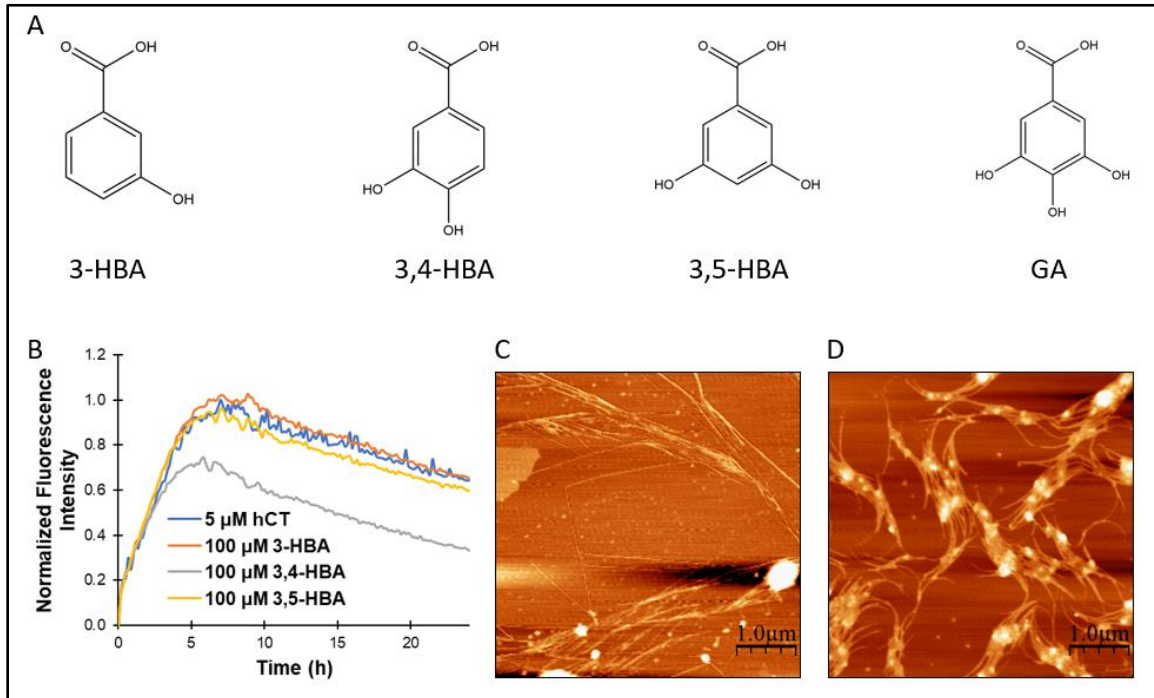 A
O OH O OH O OH O OH
OH HO HO OH HO OH
OH OH
3-HBA 3,4-HBA 3,5-HBA GA
B
Normalized Fluorescence
Intensity
1.2
1.0
0.8
0.6
0.4
0.2
0.0
5 µM hCT
100 µM 3-HBA
100 µM 3,4-HBA
100 µM 3,5-HBA
0 5 10 15 20
Time (h)
C
1.0µm
D
1.0µm